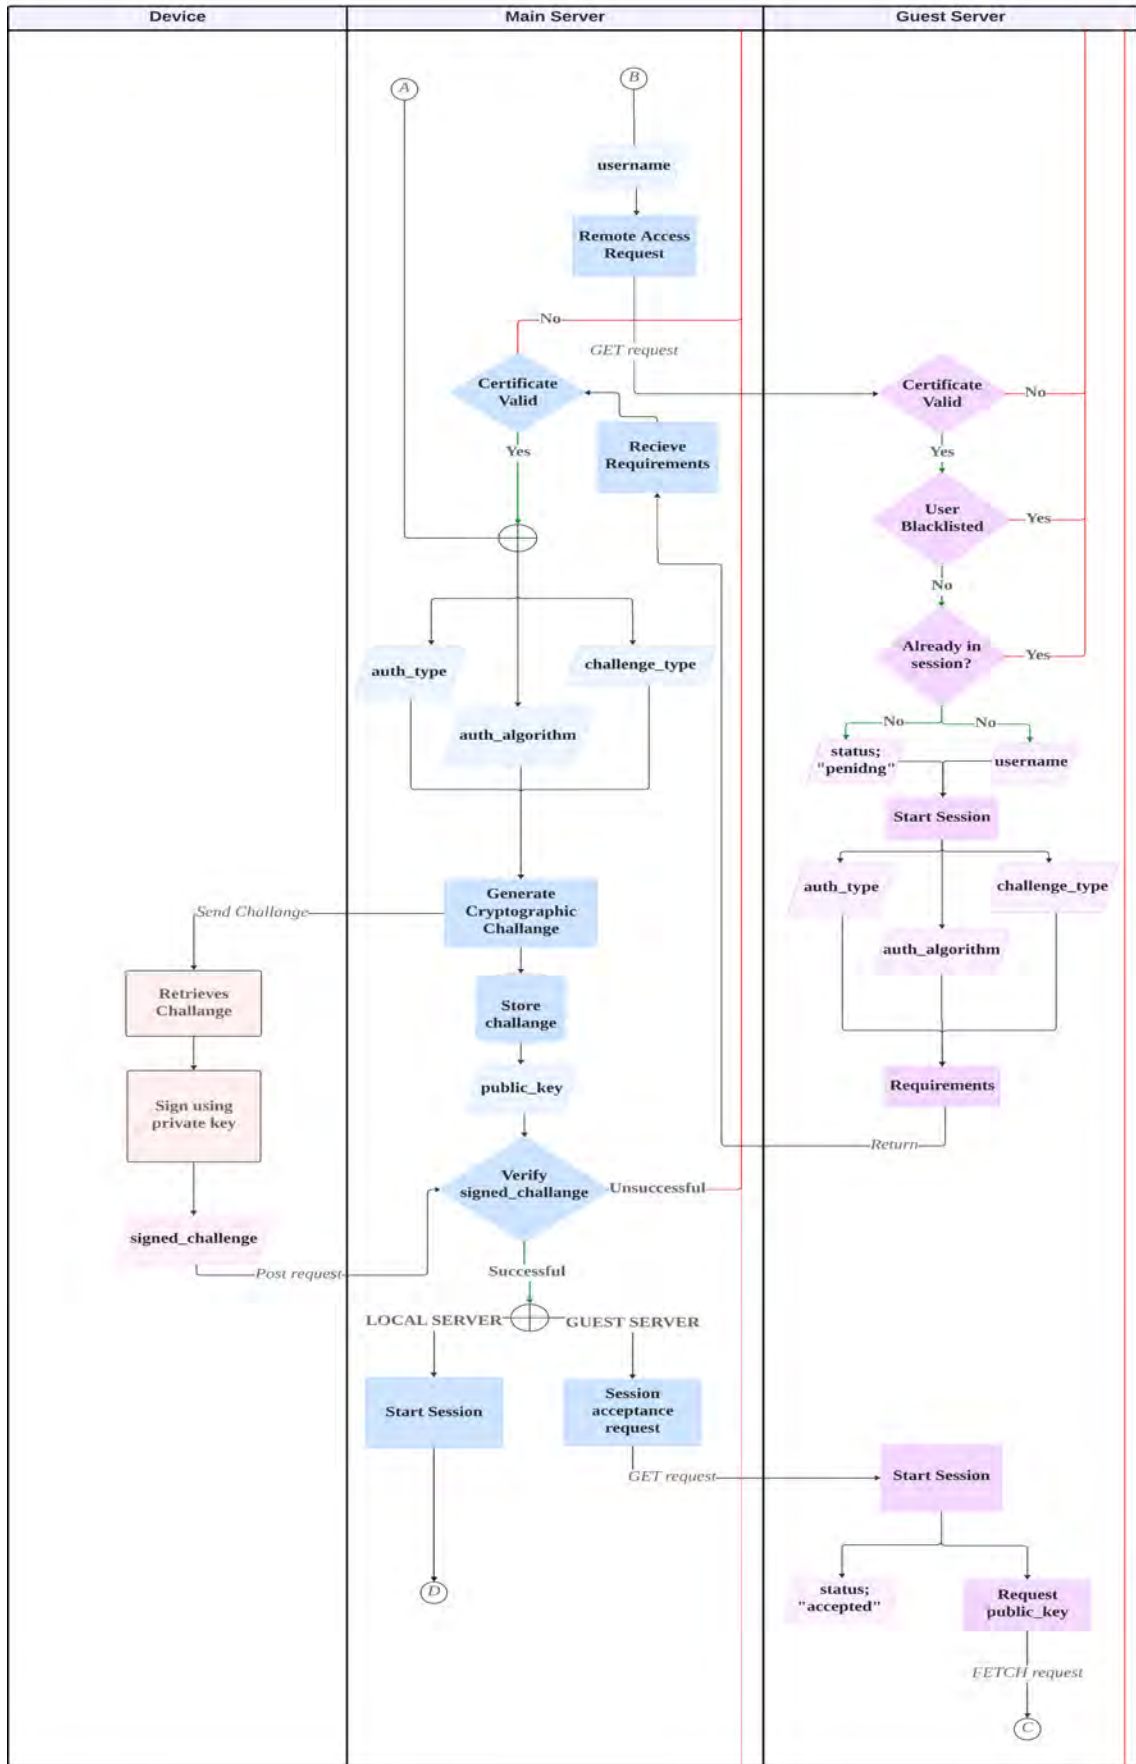 Device
Main Server
Guest Server
A
B
username
Remote Access
Request
No
GET request
Certificate
Valid
Yes
Recieve
Requirements
Certificate
Valid
No
Yes
User
Blacklisted
Yes
No
Already in
session?
Yes
No
No
status;
"penidng"
username
Start Session
auth_type
challenge_type
auth_algorithm
auth_type
challenge_type
auth_algorithm
Requirements
Return
Generate
Cryptographic
Challange
Send Challange
Retrieves
Challange
Store
challange
Sign using
private key
public_key
Verify
signed_challange
Unsuccessful
signed_challenge
Post request
Successful
LOCAL SERVER
GUEST SERVER
Start Session
Session
acceptance
request
GET request
Start Session
D
status;
"accepted"
Request
public_key
FETCH request
C